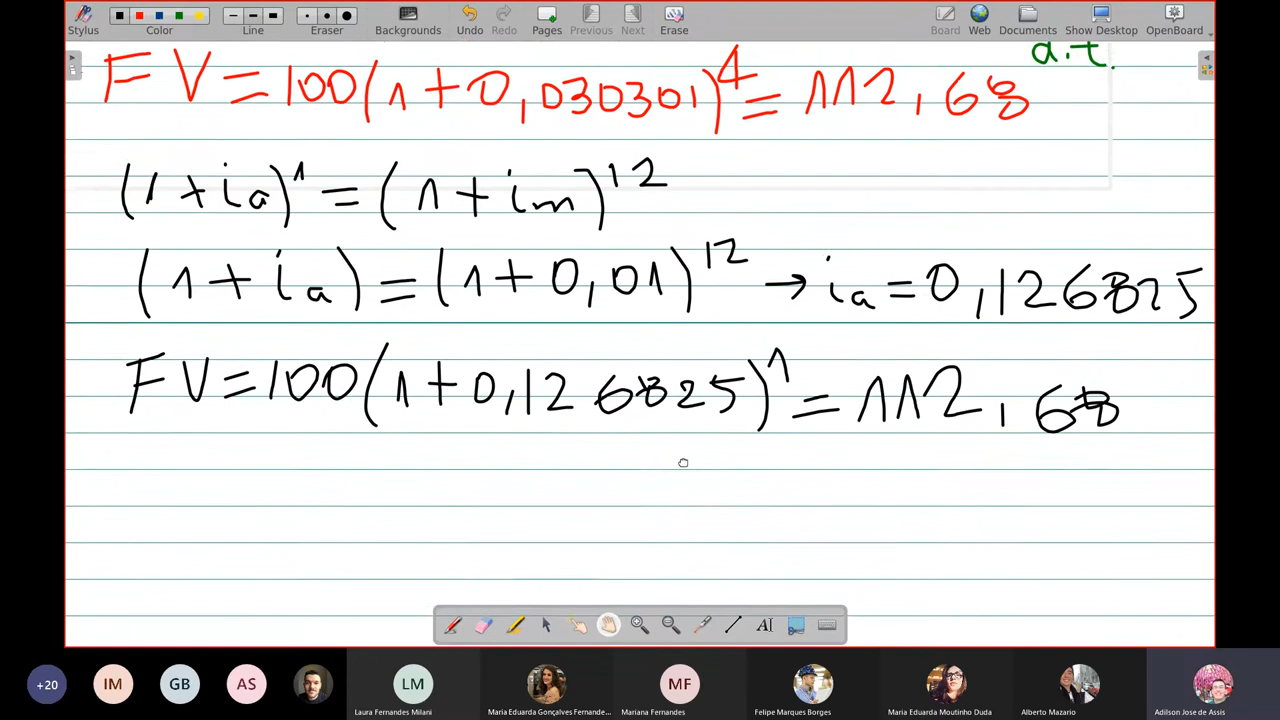 Stylus Color Line Eraser Backgrounds Undo Redo Pages Previous Next Erase Board Web Documents Show Desktop OpenBoard
a.t.
FV=100(1+0,030301)^4=112,68
(1+ia)^1=(1+im)^12
(1+ia)=(1+0,01)^12 → ia=0,126825
FV=100(1+0,126825)^1=112,68
AI
+20 IM GB AS LM MF
Laura Fernandes Milani Maria Eduarda Gonçalves Fernande... Mariana Fernandes Felipe Marques Borges Maria Eduarda Moutinho Duda Alberto Mazario Adilson Jose de Assis